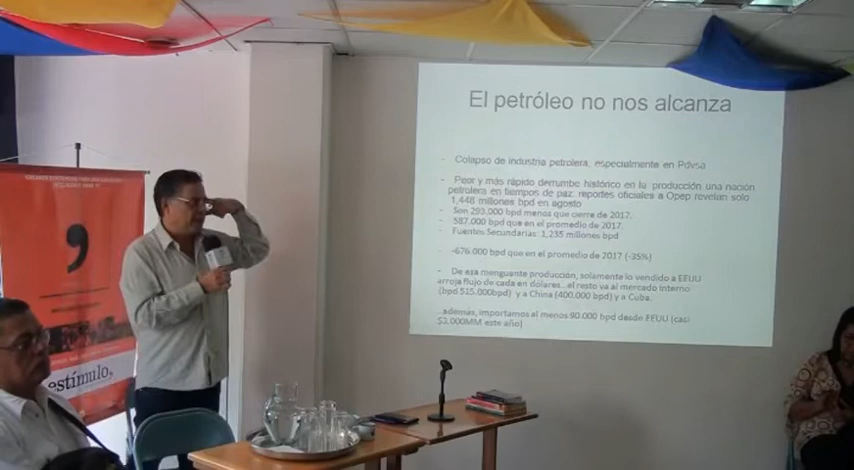 El petróleo no nos alcanza
- Colapso de industria petrolera, especialmente en Pdvsa
- Peor y más rápido derrumbe histórico en la producción una nación
petrolera en tiempos de paz, reportes oficiales a Opep revelan solo
1,448 millones bpd en agosto
- Son 293.000 bpd menos que cierre de 2017.
- 587.000 bpd que en el promedio de 2017.
- Fuentes Secundarias: 1,235 millones bpd
- -676.000 bpd que en el promedio de 2017 (-35%)
- De esa menguante producción, solamente lo vendido a EEUU
arroja flujo de cada en dólares...el resto va al mercado interno
(bpd 515.000bpd) y a China (400.000 bpd) y a Cuba.
...además, importamos al menos 90.000 bpd desde EEUU (casi
$3.000MM este año)
estímulo